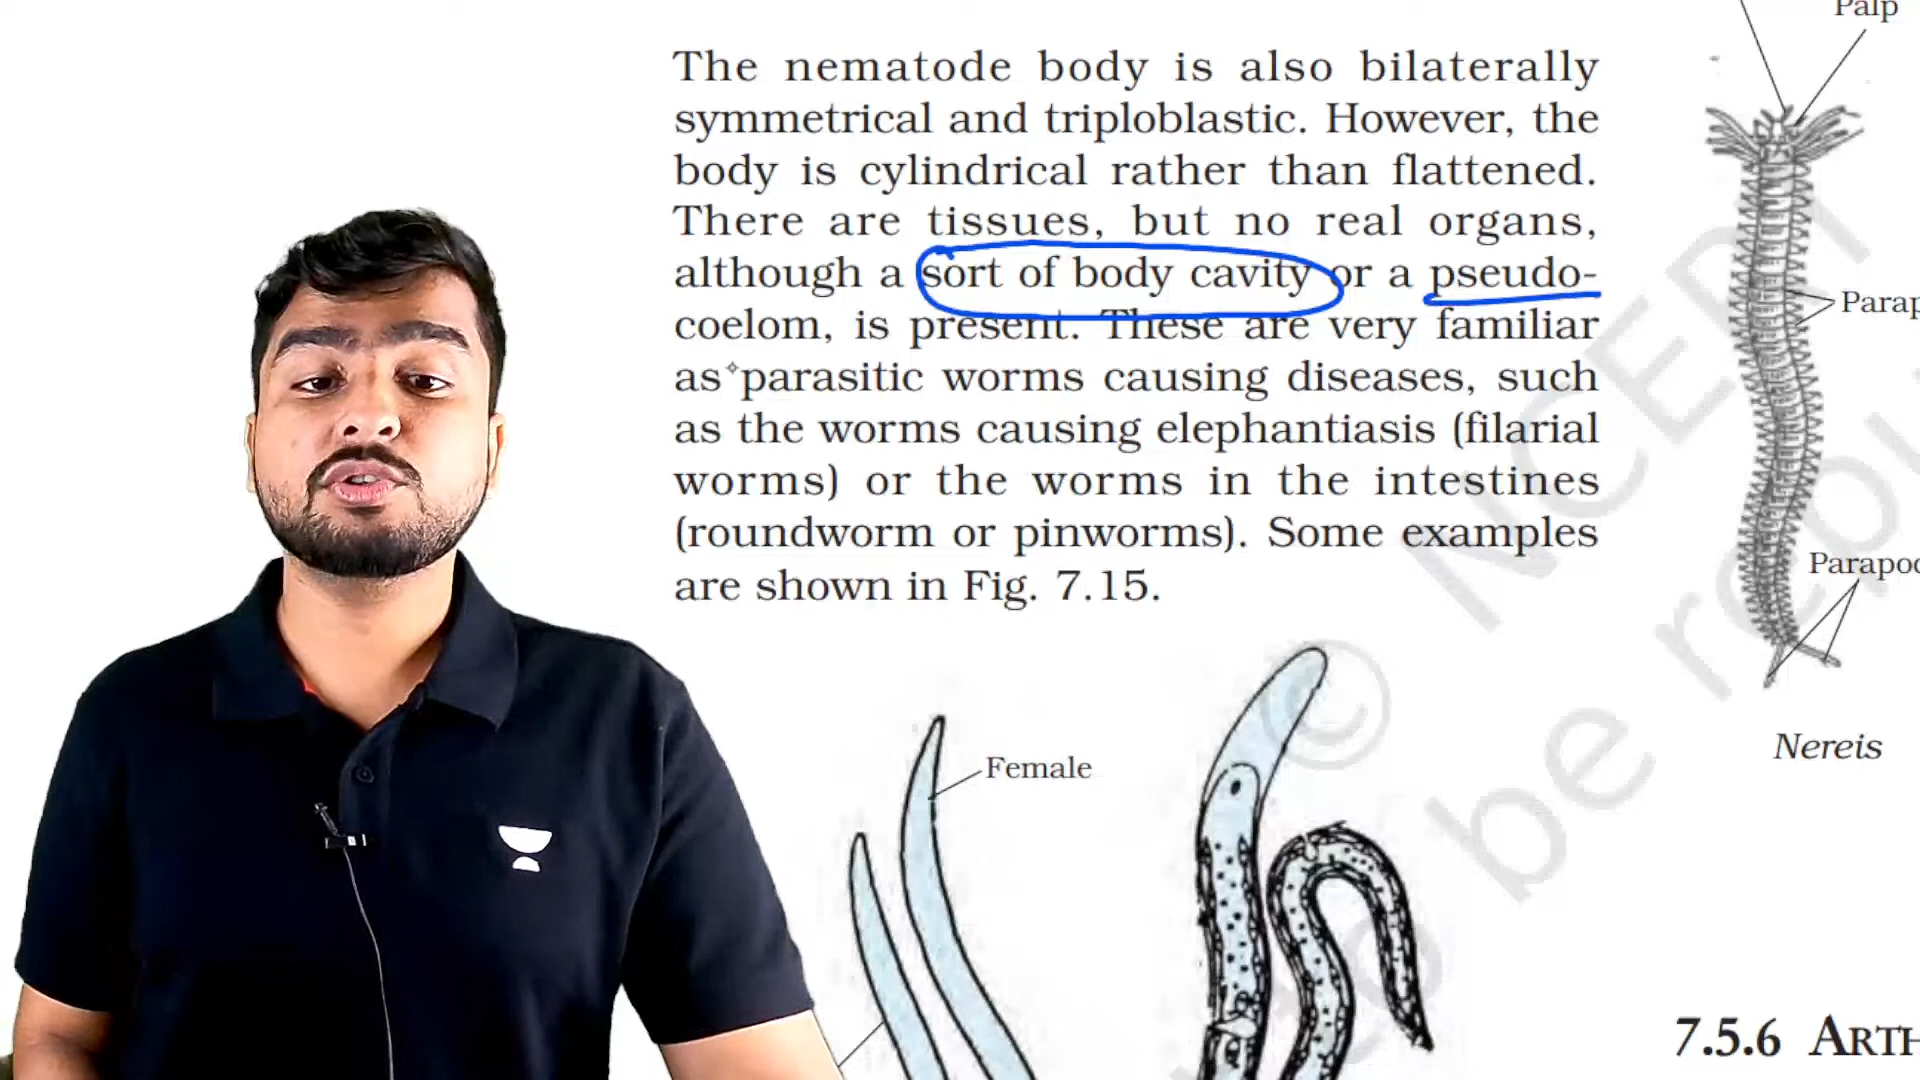 Palp
The nematode body is also bilaterally
symmetrical and triploblastic. However, the
body is cylindrical rather than flattened.
There are tissues, but no real organs,
although a sort of body cavity or a pseudo-
coelom, is present. These are very familiar
as parasitic worms causing diseases, such
as the worms causing elephantiasis (filarial
worms) or the worms in the intestines
(roundworm or pinworms). Some examples
are shown in Fig. 7.15.
Parap
Parapod
Nereis
Female
7.5.6 ARTH
© NCERT
be repu